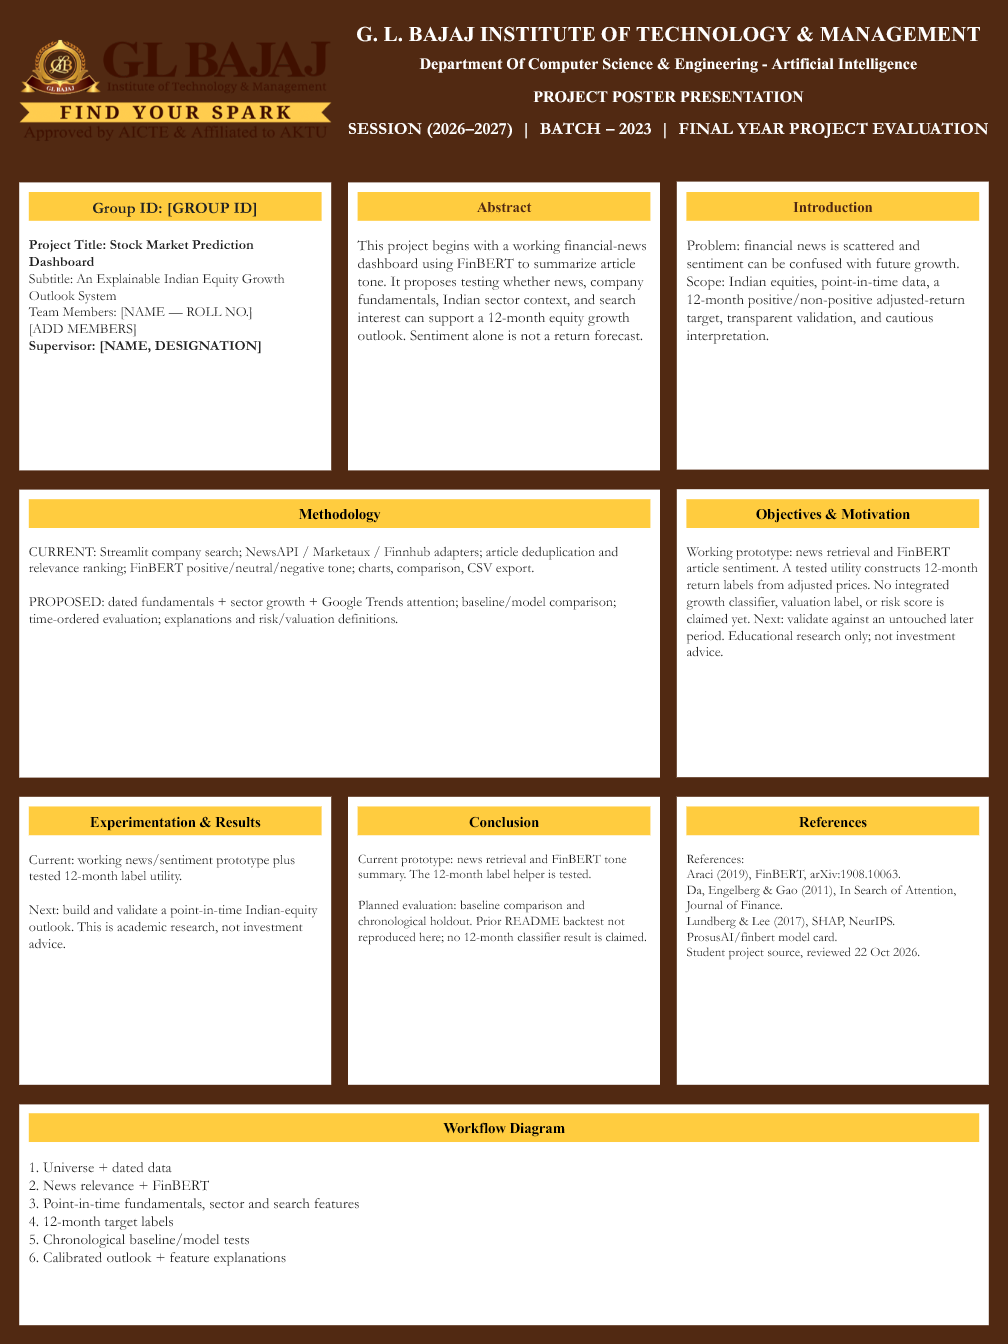 GL BAJAJ
Institute of Technology & Management
GL BAJAJ
FIND YOUR SPARK
Approved by AICTE & Affiliated to AKTU
G. L. BAJAJ INSTITUTE OF TECHNOLOGY & MANAGEMENT
Department Of Computer Science & Engineering - Artificial Intelligence
PROJECT POSTER PRESENTATION
SESSION (2026–2027) | BATCH – 2023 | FINAL YEAR PROJECT EVALUATION
Group ID: [GROUP ID]
Project Title: Stock Market Prediction
Dashboard
Subtitle: An Explainable Indian Equity Growth
Outlook System
Team Members: [NAME — ROLL NO.]
[ADD MEMBERS]
Supervisor: [NAME, DESIGNATION]
Abstract
This project begins with a working financial-news
dashboard using FinBERT to summarize article
tone. It proposes testing whether news, company
fundamentals, Indian sector context, and search
interest can support a 12-month equity growth
outlook. Sentiment alone is not a return forecast.
Introduction
Problem: financial news is scattered and
sentiment can be confused with future growth.
Scope: Indian equities, point-in-time data, a
12-month positive/non-positive adjusted-return
target, transparent validation, and cautious
interpretation.
Methodology
CURRENT: Streamlit company search; NewsAPI / Marketaux / Finnhub adapters; article deduplication and
relevance ranking; FinBERT positive/neutral/negative tone; charts, comparison, CSV export.
PROPOSED: dated fundamentals + sector growth + Google Trends attention; baseline/model comparison;
time-ordered evaluation; explanations and risk/valuation definitions.
Objectives & Motivation
Working prototype: news retrieval and FinBERT
article sentiment. A tested utility constructs 12-month
return labels from adjusted prices. No integrated
growth classifier, valuation label, or risk score is
claimed yet. Next: validate against an untouched later
period. Educational research only; not investment
advice.
Experimentation & Results
Current: working news/sentiment prototype plus
tested 12-month label utility.
Next: build and validate a point-in-time Indian-equity
outlook. This is academic research, not investment
advice.
Conclusion
Current prototype: news retrieval and FinBERT tone
summary. The 12-month label helper is tested.
Planned evaluation: baseline comparison and
chronological holdout. Prior README backtest not
reproduced here; no 12-month classifier result is claimed.
References
References:
Araci (2019), FinBERT, arXiv:1908.10063.
Da, Engelberg & Gao (2011), In Search of Attention,
Journal of Finance.
Lundberg & Lee (2017), SHAP, NeurIPS.
ProsusAI/finbert model card.
Student project source, reviewed 22 Oct 2026.
Workflow Diagram
1. Universe + dated data
2. News relevance + FinBERT
3. Point-in-time fundamentals, sector and search features
4. 12-month target labels
5. Chronological baseline/model tests
6. Calibrated outlook + feature explanations